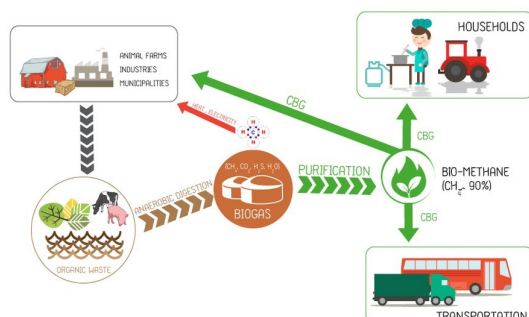 ANIMAL FARMS
INDUSTRIES
MUNICIPALITIES
HOUSEHOLDS
CBG
HEAT - ELECTRICITY
H
H
C
H
H
CBG
(CH₄, CO₂, H₂S, H₂O)
BIOGAS
ANAEROBIC DIGESTION
PURIFICATION
BIO-METHANE
(CH₄- 90%)
CBG
ORGANIC WASTE
TRANSPORTATION